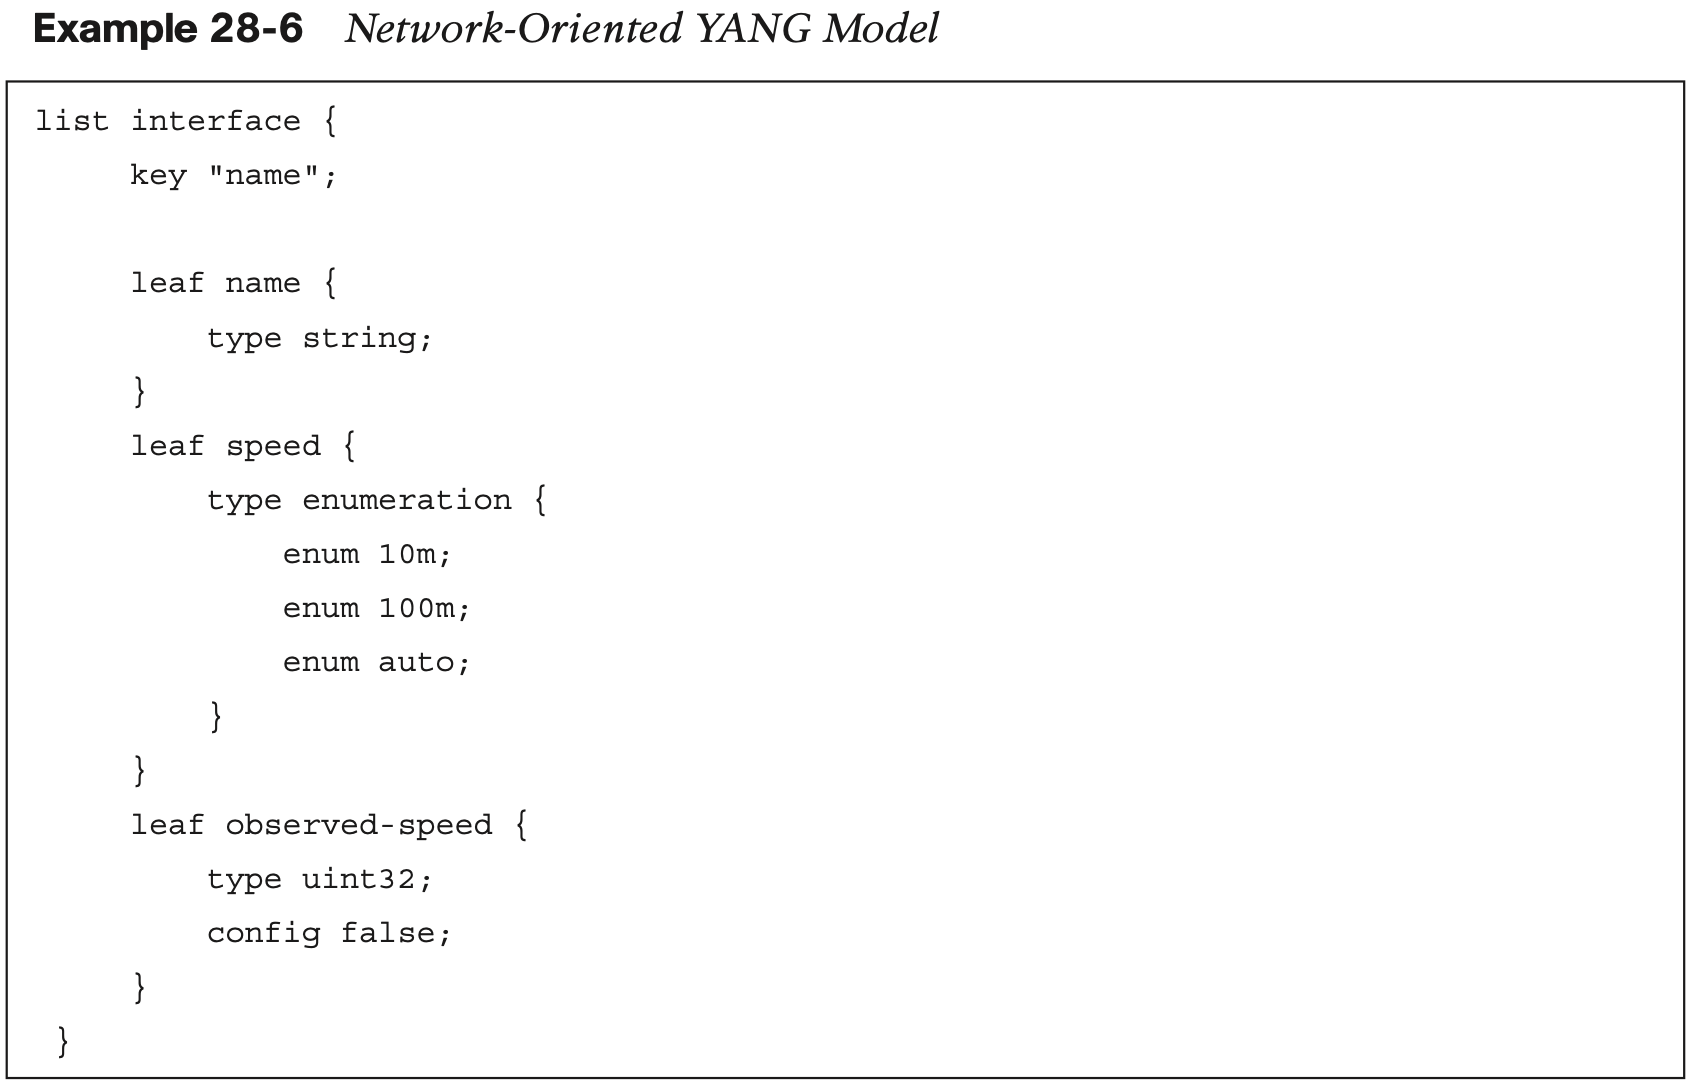 Example 28-6 Network-Oriented YANG Model
list interface {
key "name";
leaf name {
type string;
}
leaf speed {
type enumeration {
enum 10m;
enum 100m;
enum auto;
}
}
leaf observed-speed {
type uint32;
config false;
}
}